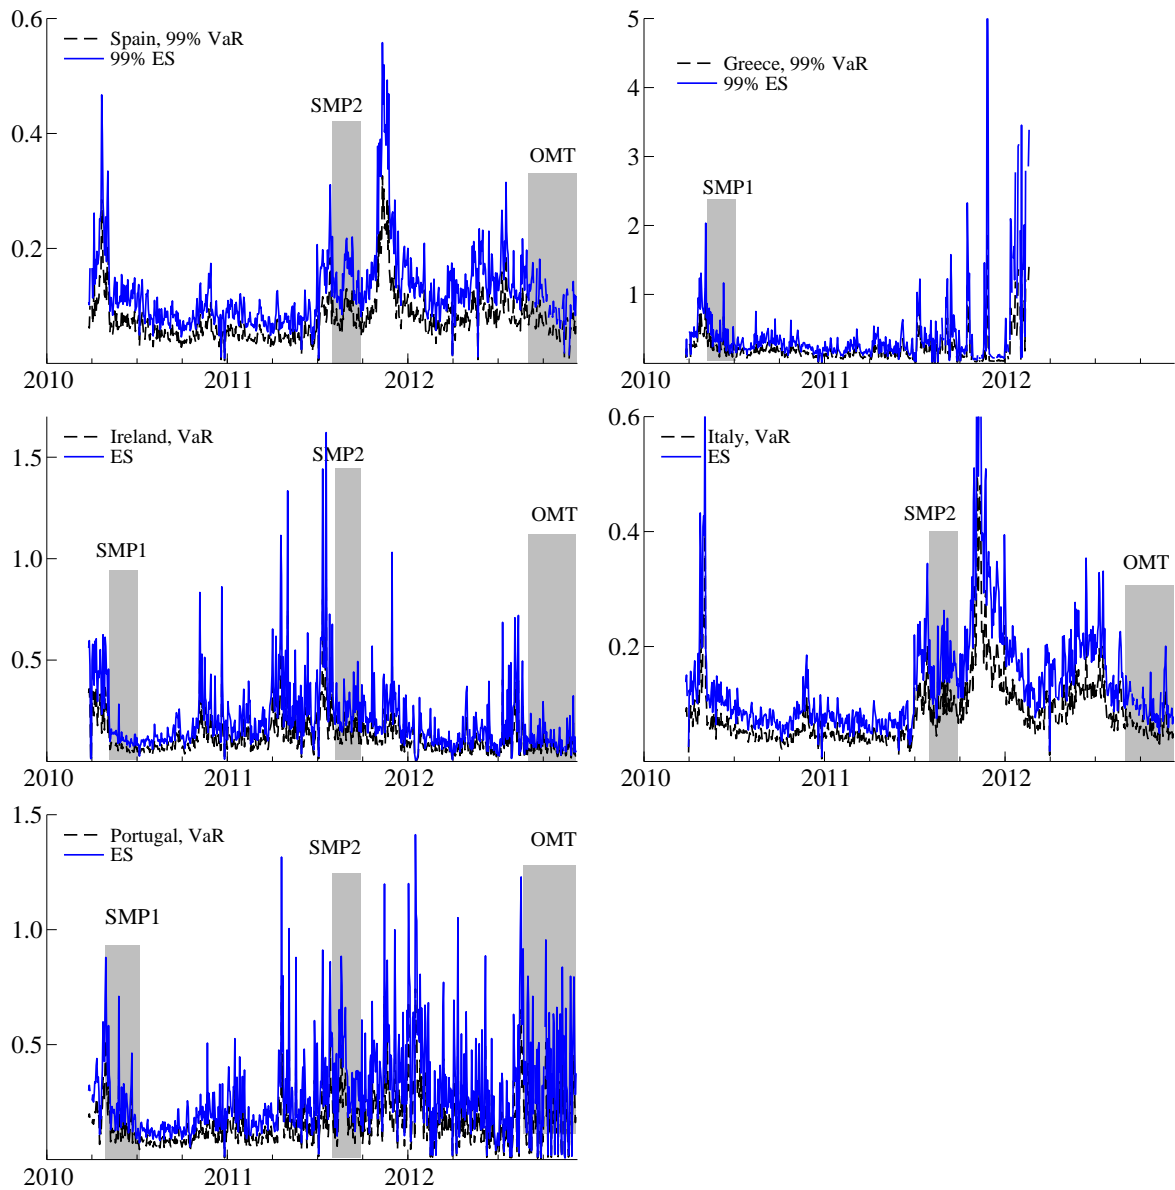 0.6
Spain, 99% VaR
99% ES
SMP2
0.4
OMT
0.2
2010
2011
2012
5
Greece, 99% VaR
99% ES
4
3
SMP1
2
1
2010
2011
2012
Ireland, VaR
ES
1.5
SMP2
OMT
SMP1
1.0
0.5
2010
2011
2012
0.6
Italy, VaR
ES
0.4
SMP2
OMT
0.2
2010
2011
2012
1.5
Portugal, VaR
ES
SMP2
OMT
SMP1
1.0
0.5
2010
2011
2012